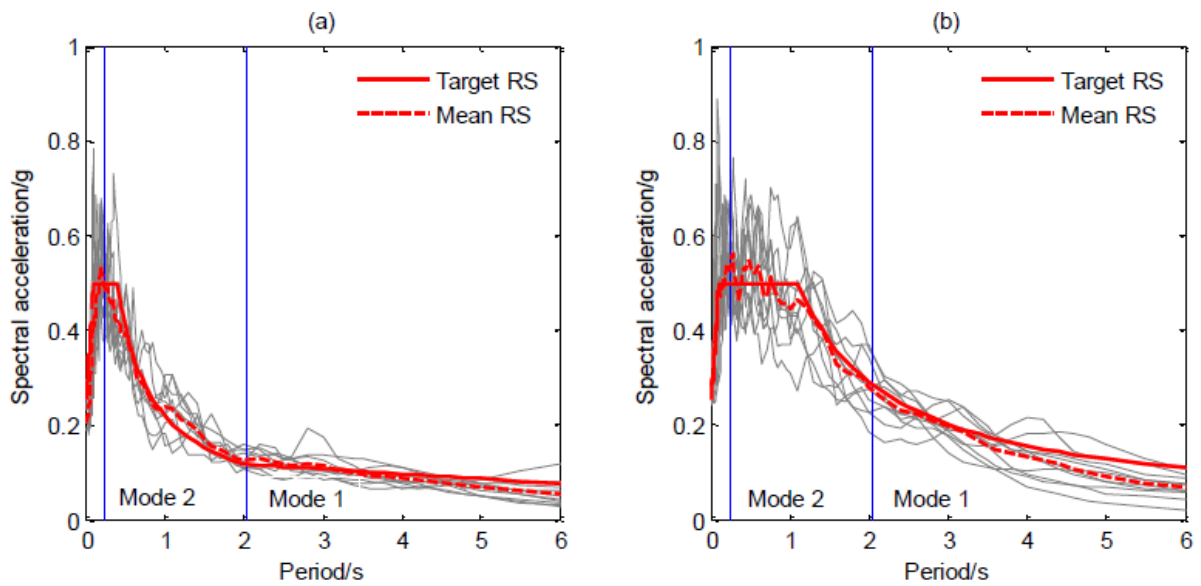 (a)
1
0.8
0.6
0.4
0.2
0
Spectral acceleration/g
Target RS
Mean RS
Mode 2
Mode 1
0 1 2 3 4 5 6
Period/s
(b)
1
0.8
0.6
0.4
0.2
0
Spectral acceleration/g
Target RS
Mean RS
Mode 2
Mode 1
0 1 2 3 4 5 6
Period/s